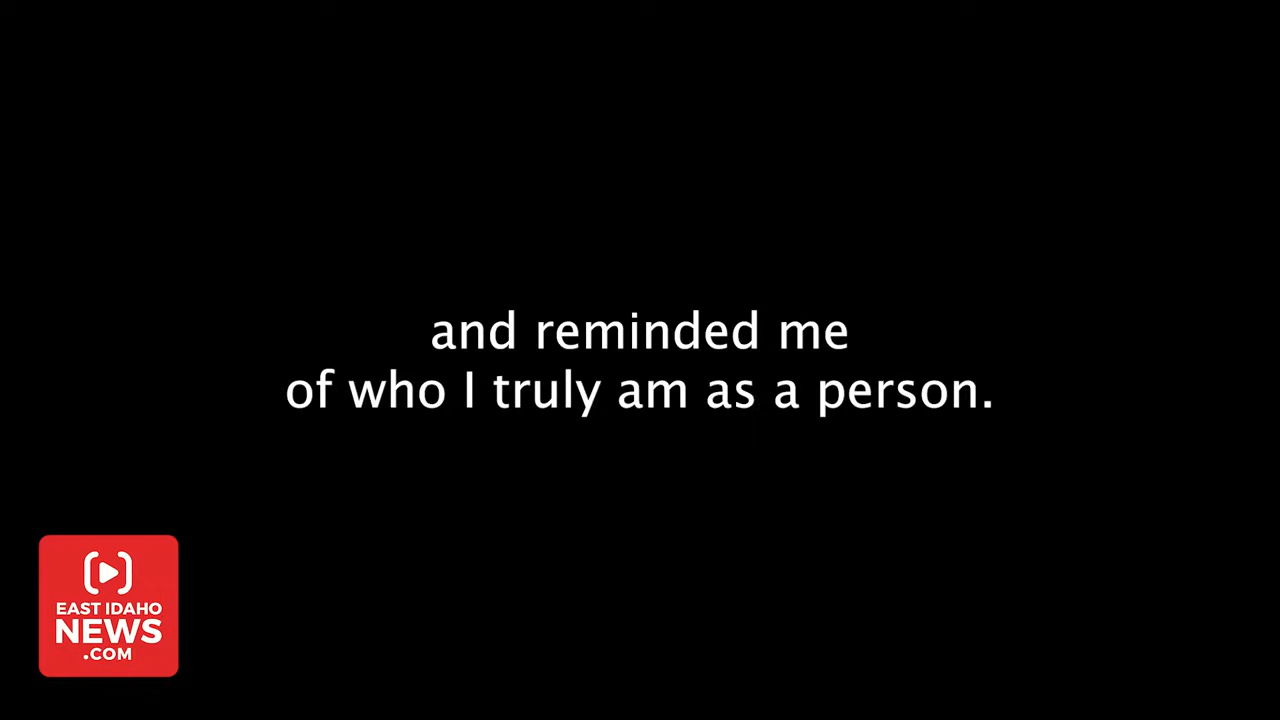 and reminded me
of who I truly am as a person.
EAST IDAHO
NEWS
.COM